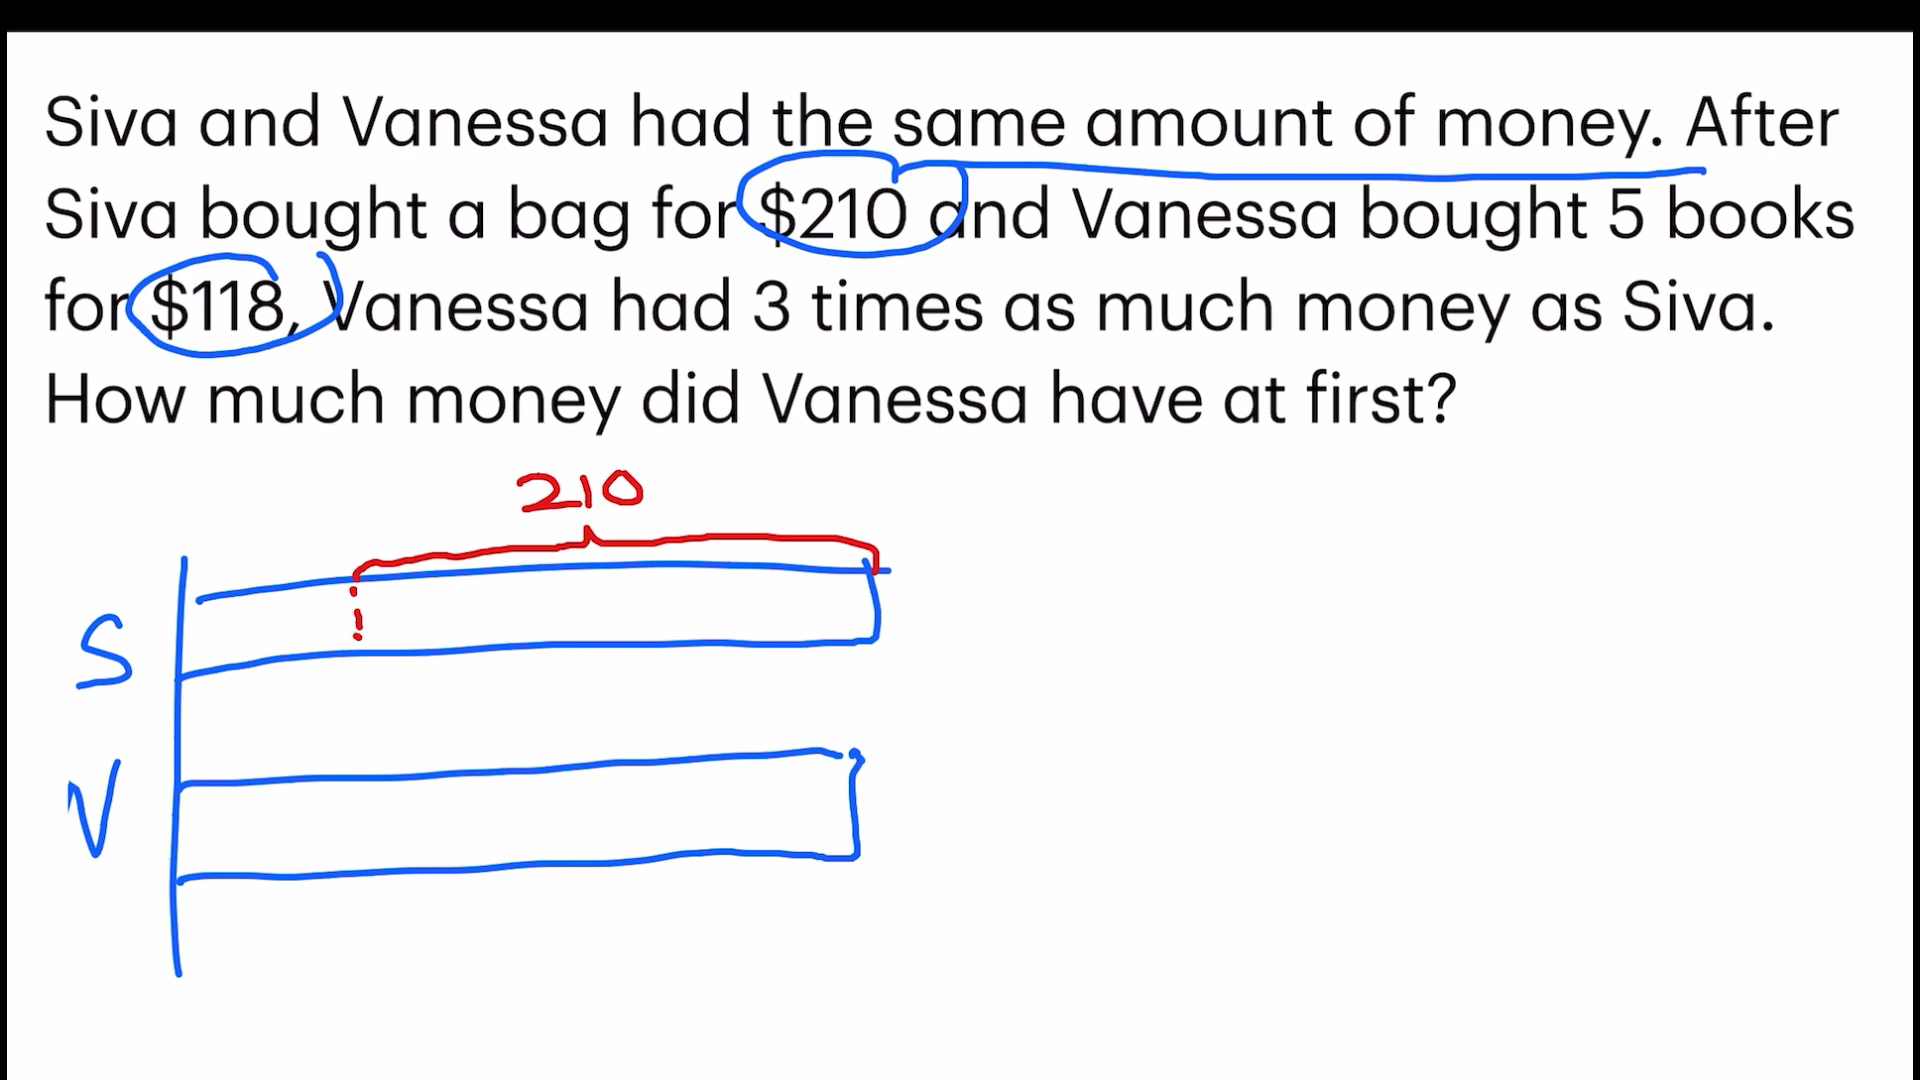 Siva and Vanessa had the same amount of money. After
Siva bought a bag for $210 and Vanessa bought 5 books
for $118, Vanessa had 3 times as much money as Siva.
How much money did Vanessa have at first?
210
S
V